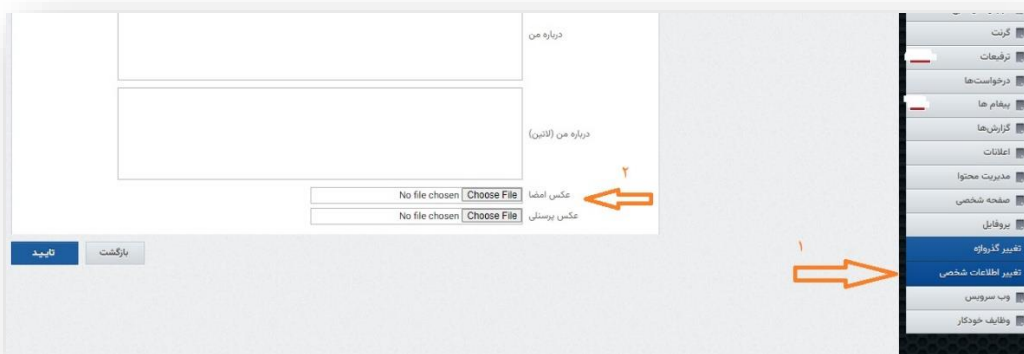 گرنت
ترفیعات
درخواست‌ها
پیغام ها
گزارش‌ها
اعلانات
مدیریت محتوا
صفحه شخصی
پروفایل
تغییر گذرواژه
تغییر اطلاعات شخصی
وب سرویس
وظایف خودکار
۱
درباره من
درباره من (لاتین)
۲
عکس امضا Choose File No file chosen
عکس پرسنلی Choose File No file chosen
بازگشت
تایید